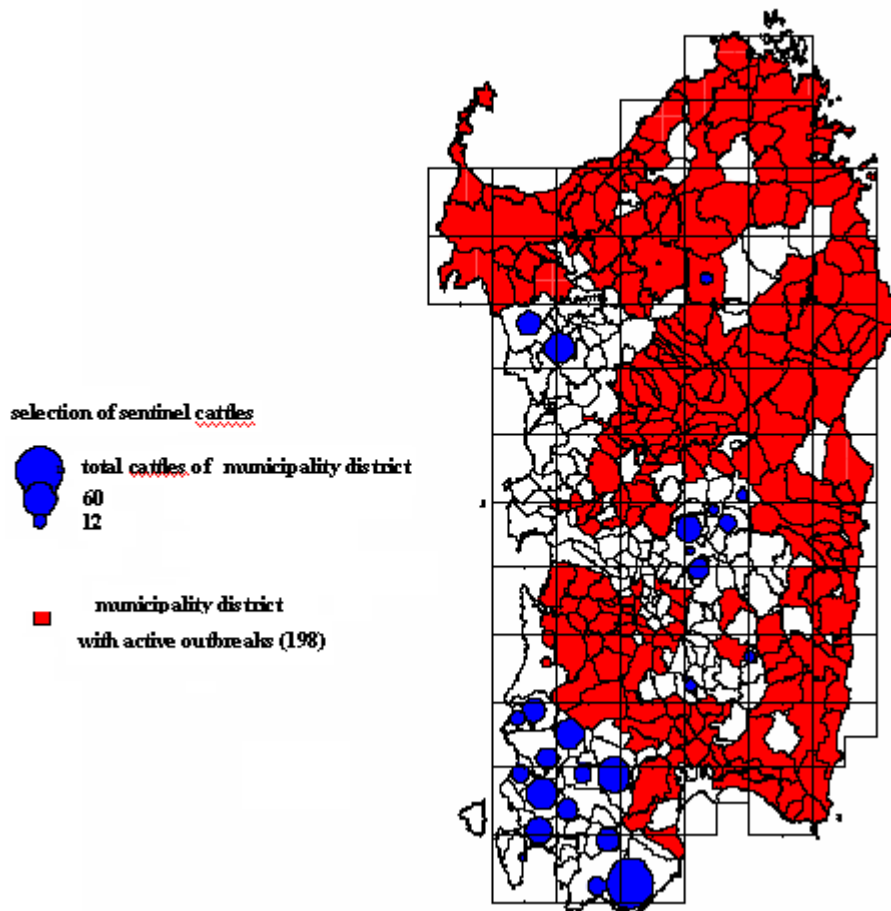 selection of sentinel cattles
total cattles of municipality district
60
12
municipality district
with active outbreaks (198)